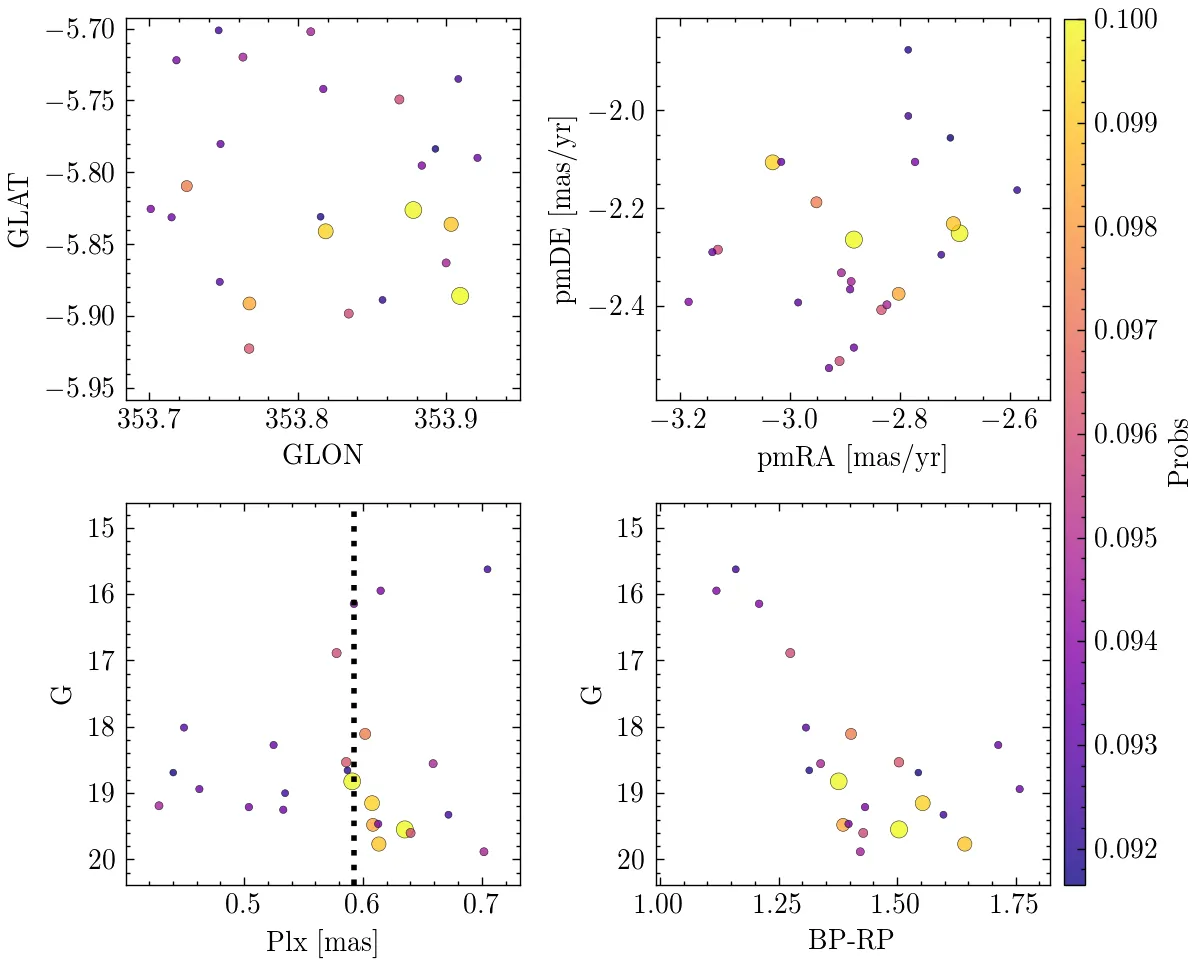 −5.70
−5.75
−5.80
−5.85
−5.90
−5.95
GLAT
353.7 353.8 353.9
GLON
−2.0
−2.2
−2.4
pmDE [mas/yr]
−3.2 −3.0 −2.8 −2.6
pmRA [mas/yr]
15
16
17
18
19
20
G
0.5 0.6 0.7
Plx [mas]
15
16
17
18
19
20
G
1.00 1.25 1.50 1.75
BP-RP
0.100
0.099
0.098
0.097
0.096
0.095
0.094
0.093
0.092
Probs